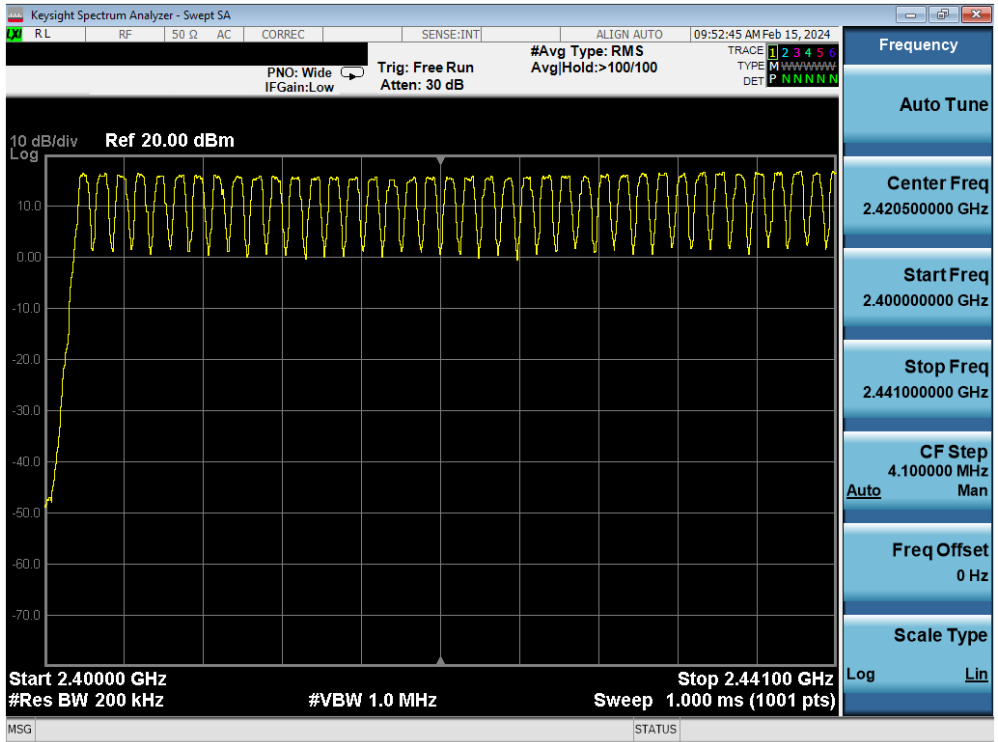 Keysight Spectrum Analyzer - Swept SA
LXI RL RF 50 Ω AC CORREC SENSE:INT ALIGN AUTO 09:52:45 AM Feb 15, 2024
#Avg Type: RMS TRACE 1 2 3 4 5 6
PNO: Wide Trig: Free Run Avg|Hold:>100/100 TYPE M WWWWW
IFGain:Low Atten: 30 dB DET P N N N N N
10 dB/div Ref 20.00 dBm
Log
10.0
0.00
-10.0
-20.0
-30.0
-40.0
-50.0
-60.0
-70.0
Start 2.40000 GHz Stop 2.44100 GHz
#Res BW 200 kHz #VBW 1.0 MHz Sweep 1.000 ms (1001 pts)
Frequency
Auto Tune
Center Freq
2.420500000 GHz
Start Freq
2.400000000 GHz
Stop Freq
2.441000000 GHz
CF Step
4.100000 MHz
Auto Man
Freq Offset
0 Hz
Scale Type
Log Lin
MSG STATUS